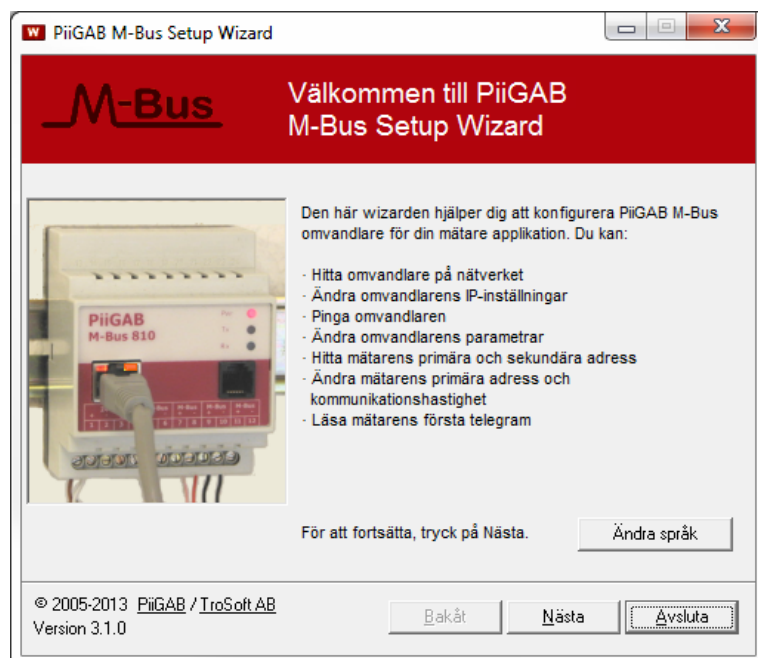 W PiiGAB M-Bus Setup Wizard
M-Bus
Välkommen till PiiGAB
M-Bus Setup Wizard
Den här wizarden hjälper dig att konfigurera PiiGAB M-Bus
omvandlare för din mätare applikation. Du kan:
- Hitta omvandlare på nätverket
- Ändra omvandlarens IP-inställningar
- Pinga omvandlaren
- Ändra omvandlarens parametrar
- Hitta mätarens primära och sekundära adress
- Ändra mätarens primära adress och
kommunikationshastighet
- Läsa mätarens första telegram
PiiGAB
M-Bus 810
För att fortsätta, tryck på Nästa.
Ändra språk
© 2005-2013 PiiGAB / TroSoft AB
Version 3.1.0
Bakåt
Nästa
Avsluta